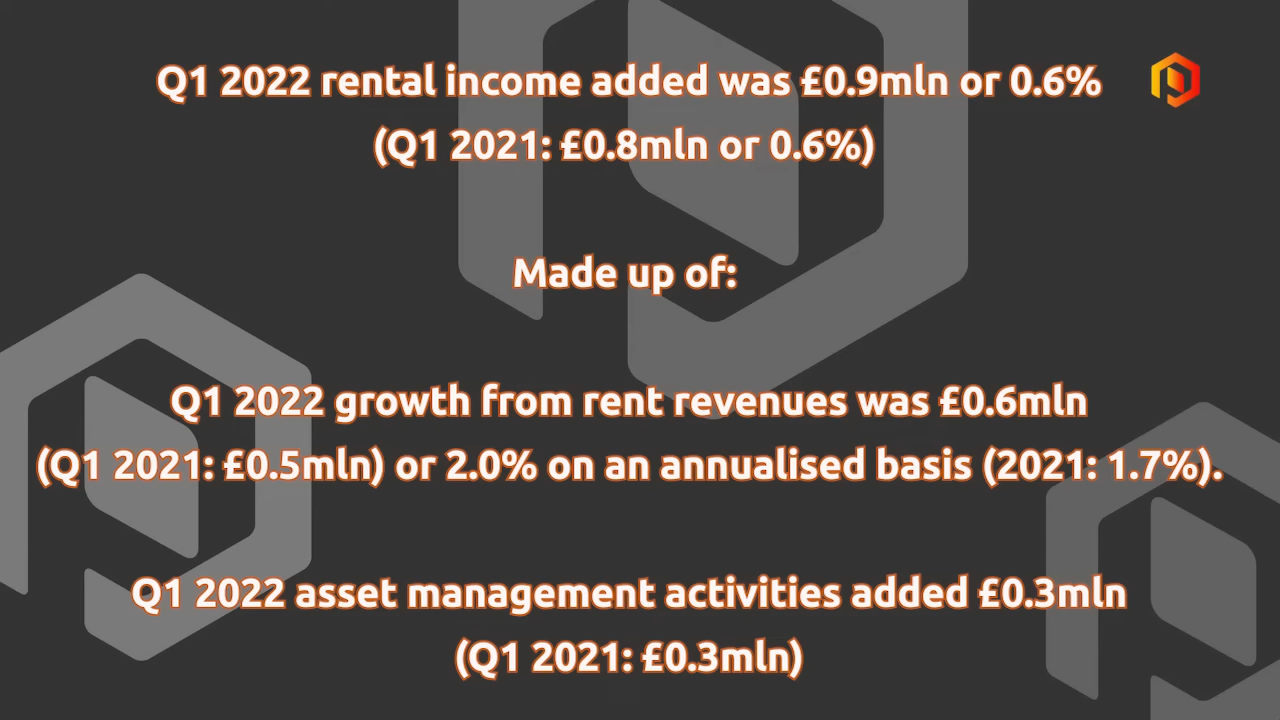 Q1 2022 rental income added was £0.9mln or 0.6%
(Q1 2021: £0.8mln or 0.6%)
Made up of:
Q1 2022 growth from rent revenues was £0.6mln
(Q1 2021: £0.5mln) or 2.0% on an annualised basis (2021: 1.7%).
Q1 2022 asset management activities added £0.3mln
(Q1 2021: £0.3mln)